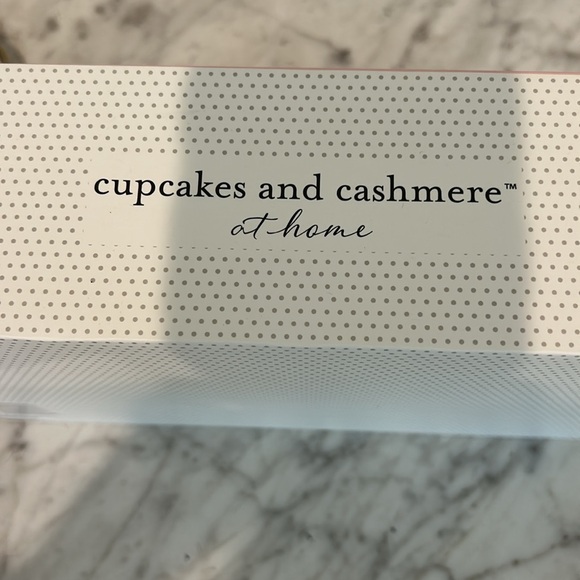 cupcakes and cashmere™
at home